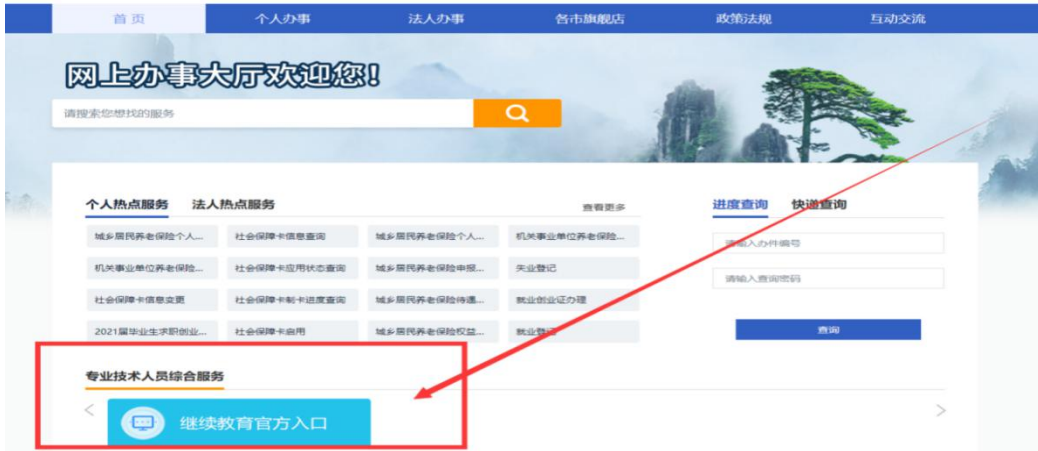 首页 个人办事 法人办事 各市旗舰店 政策法规 互动交流
网上办事大厅欢迎您!
请搜索您想找的服务
个人热点服务 法人热点服务 查看更多 进度查询 快递查询
城乡居民养老保险个人... 社会保障卡信息查询 城乡居民养老保险个人... 机关事业单位养老保险...
请输入办件编号
机关事业单位养老保险... 社会保障卡应用状态查询 城乡居民养老保险申报... 失业登记
请输入查询密码
社会保障卡信息变更 社会保障卡制卡进度查询 城乡居民养老保险待遇... 就业创业证办理
2021届毕业生求职创业... 社会保障卡启用 城乡居民养老保险权益... 就业登记 查询
专业技术人员综合服务
继续教育官方入口